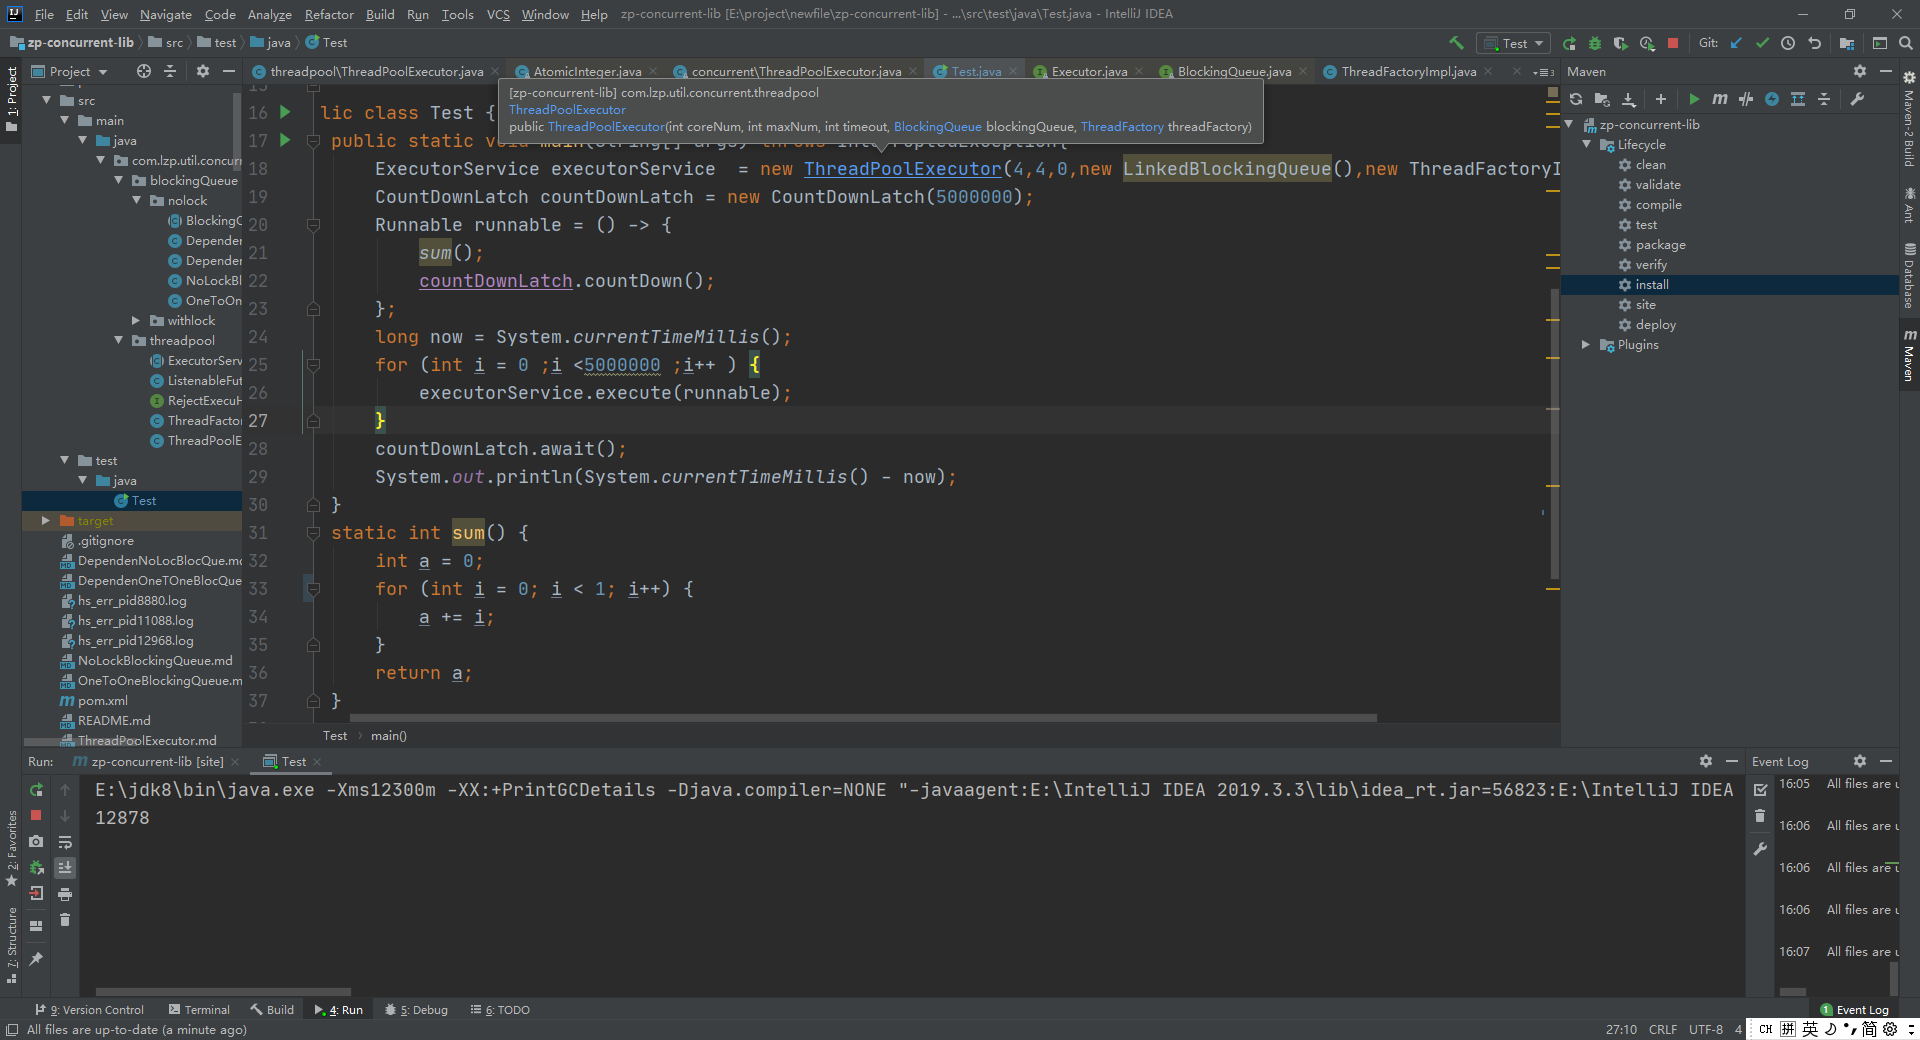 File Edit View Navigate Code Analyze Refactor Build Run Tools VCS Window Help zp-concurrent-lib [E:\project\newfile\zp-concurrent-lib] - ...\src\test\java\Test.java - IntelliJ IDEA
zp-concurrent-lib src test java Test
Test Git:
1: Project
Project
src
main
java
com.lzp.util.concurr
blockingQueue
nolock
BlockingQ
Depender
Depender
NoLockBl
OneToOn
withlock
threadpool
ExecutorServ
ListenableFut
RejectExecuH
ThreadFacto
ThreadPoolE
test
java
Test
target
.gitignore
DependenNoLocBlocQue.md
DependenOneTOneBlocQue
hs_err_pid8880.log
hs_err_pid11088.log
hs_err_pid12968.log
NoLockBlockingQueue.md
OneToOneBlockingQueue.m
pom.xml
README.md
ThreadPoolExecutor.md
threadpool\ThreadPoolExecutor.java AtomicInteger.java concurrent\ThreadPoolExecutor.java Test.java Executor.java BlockingQueue.java ThreadFactoryImpl.java
[zp-concurrent-lib] com.lzp.util.concurrent.threadpool
ThreadPoolExecutor
public ThreadPoolExecutor(int coreNum, int maxNum, int timeout, BlockingQueue blockingQueue, ThreadFactory threadFactory)
15
16 lic class Test {
17 public static void main(String[] args) throws InterruptedException{
18 ExecutorService executorService = new ThreadPoolExecutor(4,4,0,new LinkedBlockingQueue(),new ThreadFactoryI
19 CountDownLatch countDownLatch = new CountDownLatch(5000000);
20 Runnable runnable = () -> {
21 sum();
22 countDownLatch.countDown();
23 };
24 long now = System.currentTimeMillis();
25 for (int i = 0 ;i <5000000 ;i++ ) {
26 executorService.execute(runnable);
27 }
28 countDownLatch.await();
29 System.out.println(System.currentTimeMillis() - now);
30 }
31 static int sum() {
32 int a = 0;
33 for (int i = 0; i < 1; i++) {
34 a += i;
35 }
36 return a;
37 }
Test main()
Maven
zp-concurrent-lib
Lifecycle
clean
validate
compile
test
package
verify
install
site
deploy
Plugins
Maven-2 Build
Ant
Database
Maven
Run: zp-concurrent-lib [site] Test
E:\jdk8\bin\java.exe -Xms12300m -XX:+PrintGCDetails -Djava.compiler=NONE "-javaagent:E:\IntelliJ IDEA 2019.3.3\lib\idea_rt.jar=56823:E:\IntelliJ IDEA
12878
2: Favorites
7: Structure
Event Log
16:05 All files are u
16:06 All files are u
16:06 All files are u
16:06 All files are u
16:07 All files are u
9: Version Control Terminal Build 4: Run 5: Debug 6: TODO 1 Event Log
All files are up-to-date (a minute ago) 27:10 CRLF UTF-8 4 CH 拼 英 简